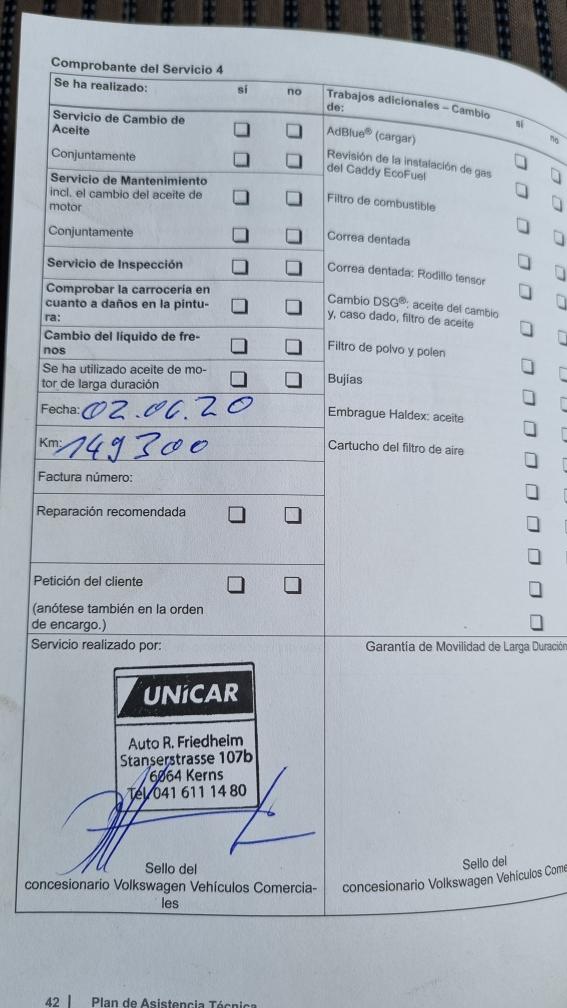 Comprobante del Servicio 4
Se ha realizado: sí no
Servicio de Cambio de
Aceite
Conjuntamente
Servicio de Mantenimiento
incl. el cambio del aceite de
motor
Conjuntamente
Servicio de Inspección
Comprobar la carrocería en
cuanto a daños en la pintu-
ra:
Cambio del líquido de fre-
nos
Se ha utilizado aceite de mo-
tor de larga duración
Fecha: 02.06.20
Km: 149300
Factura número:
Reparación recomendada
Petición del cliente
(anótese también en la orden
de encargo.)
Trabajos adicionales – Cambio
de: sí no
AdBlue® (cargar)
Revisión de la instalación de gas
del Caddy EcoFuel
Filtro de combustible
Correa dentada
Correa dentada: Rodillo tensor
Cambio DSG®: aceite del cambio
y, caso dado, filtro de aceite
Filtro de polvo y polen
Bujías
Embrague Haldex: aceite
Cartucho del filtro de aire
Servicio realizado por:
UNiCAR
Auto R. Friedheim
Stanserstrasse 107b
6064 Kerns
Tel. 041 611 14 80
Sello del
concesionario Volkswagen Vehículos Comercia-
les
Garantía de Movilidad de Larga Duración
Sello del
concesionario Volkswagen Vehículos Come
42 | Plan de Asistencia Técnica